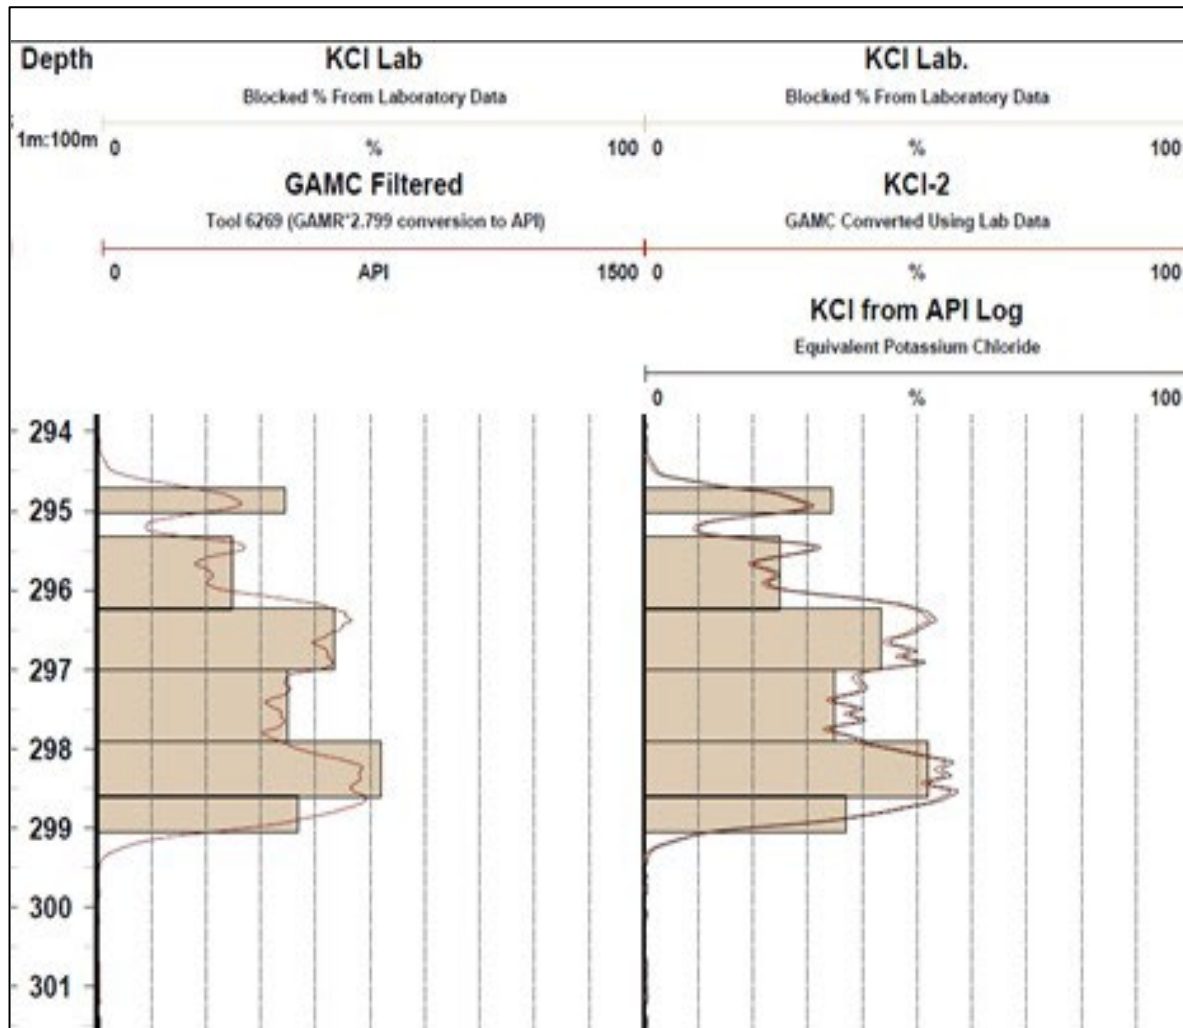 Depth KCl Lab KCl Lab.
Blocked % From Laboratory Data Blocked % From Laboratory Data
1m:100m 0 % 100 0 % 100
GAMC Filtered KCl-2
Tool 6269 (GAMR*2.799 conversion to API) GAMC Converted Using Lab Data
0 API 1500 0 % 100
KCl from API Log
Equivalent Potassium Chloride
0 % 100
294
295
296
297
298
299
300
301